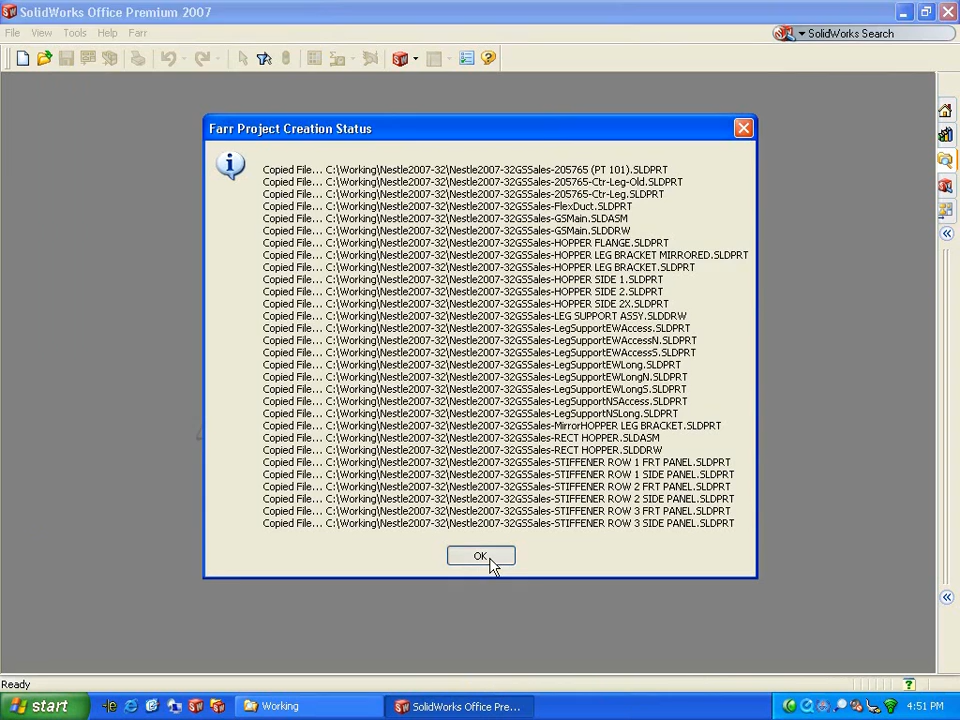 SolidWorks Office Premium 2007
File View Tools Help Farr
SolidWorks Search
Farr Project Creation Status
Copied File... C:\Working\Nestle2007-32\Nestle2007-32GSSales-205765 (PT 101).SLDPRT
Copied File... C:\Working\Nestle2007-32\Nestle2007-32GSSales-205765-Ctr-Leg-Old.SLDPRT
Copied File... C:\Working\Nestle2007-32\Nestle2007-32GSSales-205765-Ctr-Leg.SLDPRT
Copied File... C:\Working\Nestle2007-32\Nestle2007-32GSSales-FlexDuct.SLDPRT
Copied File... C:\Working\Nestle2007-32\Nestle2007-32GSSales-GSMain.SLDASM
Copied File... C:\Working\Nestle2007-32\Nestle2007-32GSSales-GSMain.SLDDRW
Copied File... C:\Working\Nestle2007-32\Nestle2007-32GSSales-HOPPER FLANGE.SLDPRT
Copied File... C:\Working\Nestle2007-32\Nestle2007-32GSSales-HOPPER LEG BRACKET MIRRORED.SLDPRT
Copied File... C:\Working\Nestle2007-32\Nestle2007-32GSSales-HOPPER LEG BRACKET.SLDPRT
Copied File... C:\Working\Nestle2007-32\Nestle2007-32GSSales-HOPPER SIDE 1.SLDPRT
Copied File... C:\Working\Nestle2007-32\Nestle2007-32GSSales-HOPPER SIDE 2.SLDPRT
Copied File... C:\Working\Nestle2007-32\Nestle2007-32GSSales-HOPPER SIDE 2X.SLDPRT
Copied File... C:\Working\Nestle2007-32\Nestle2007-32GSSales-LEG SUPPORT ASSY.SLDDRW
Copied File... C:\Working\Nestle2007-32\Nestle2007-32GSSales-LegSupportEWAccess.SLDPRT
Copied File... C:\Working\Nestle2007-32\Nestle2007-32GSSales-LegSupportEWAccessN.SLDPRT
Copied File... C:\Working\Nestle2007-32\Nestle2007-32GSSales-LegSupportEWAccessS.SLDPRT
Copied File... C:\Working\Nestle2007-32\Nestle2007-32GSSales-LegSupportEWLong.SLDPRT
Copied File... C:\Working\Nestle2007-32\Nestle2007-32GSSales-LegSupportEWLongN.SLDPRT
Copied File... C:\Working\Nestle2007-32\Nestle2007-32GSSales-LegSupportEWLongS.SLDPRT
Copied File... C:\Working\Nestle2007-32\Nestle2007-32GSSales-LegSupportNSAccess.SLDPRT
Copied File... C:\Working\Nestle2007-32\Nestle2007-32GSSales-LegSupportNSLong.SLDPRT
Copied File... C:\Working\Nestle2007-32\Nestle2007-32GSSales-MirrorHOPPER LEG BRACKET.SLDPRT
Copied File... C:\Working\Nestle2007-32\Nestle2007-32GSSales-RECT HOPPER.SLDASM
Copied File... C:\Working\Nestle2007-32\Nestle2007-32GSSales-RECT HOPPER.SLDDRW
Copied File... C:\Working\Nestle2007-32\Nestle2007-32GSSales-STIFFENER ROW 1 FRT PANEL.SLDPRT
Copied File... C:\Working\Nestle2007-32\Nestle2007-32GSSales-STIFFENER ROW 1 SIDE PANEL.SLDPRT
Copied File... C:\Working\Nestle2007-32\Nestle2007-32GSSales-STIFFENER ROW 2 FRT PANEL.SLDPRT
Copied File... C:\Working\Nestle2007-32\Nestle2007-32GSSales-STIFFENER ROW 2 SIDE PANEL.SLDPRT
Copied File... C:\Working\Nestle2007-32\Nestle2007-32GSSales-STIFFENER ROW 3 FRT PANEL.SLDPRT
Copied File... C:\Working\Nestle2007-32\Nestle2007-32GSSales-STIFFENER ROW 3 SIDE PANEL.SLDPRT
OK
Ready
start
Working
SolidWorks Office Pre...
4:51 PM